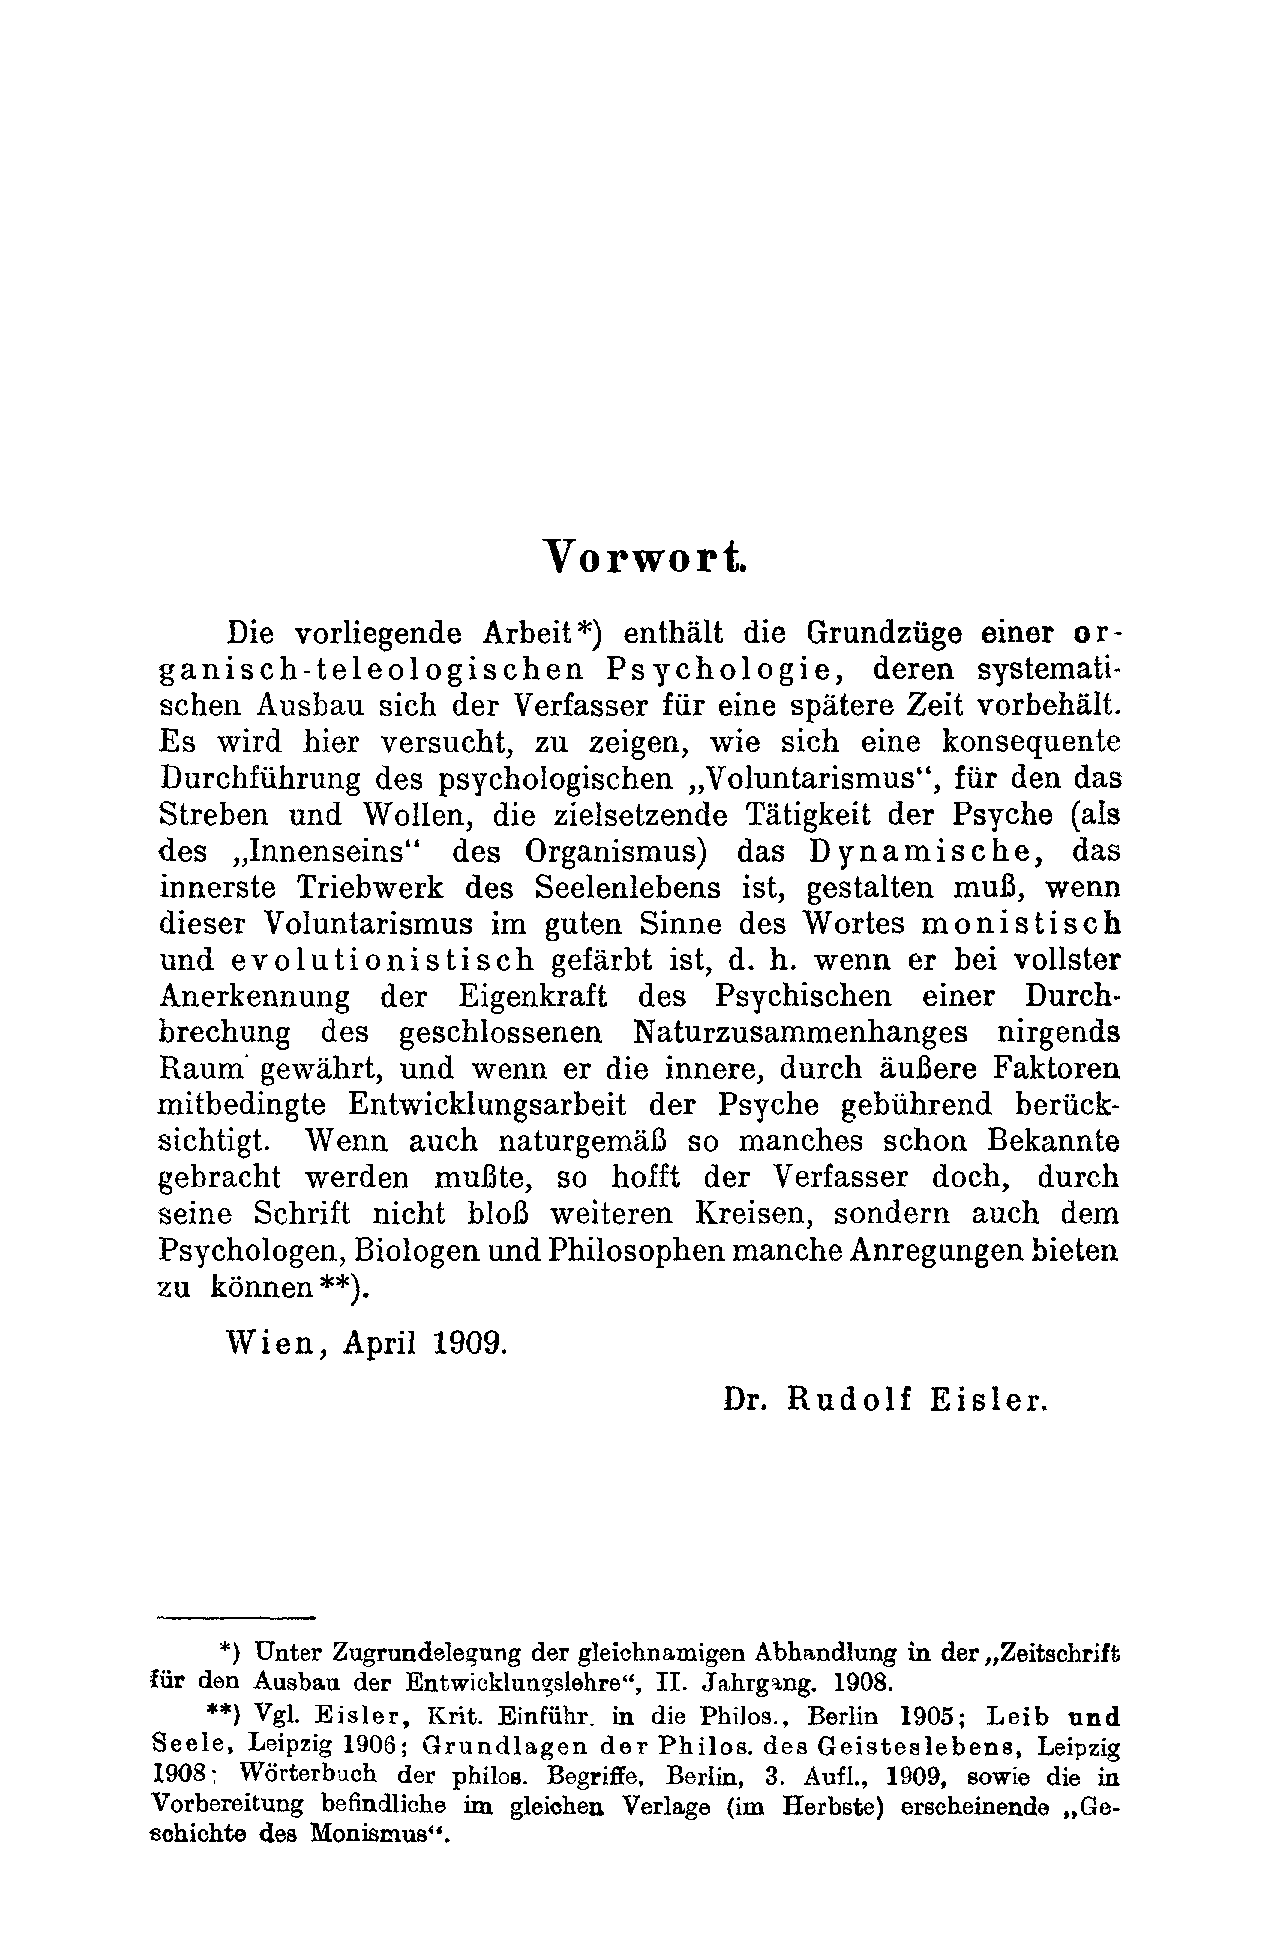 Vorwort.
Die vorliegende Arbeit*) enthält die Grundzüge einer or-
ganisch-teleologischen Psychologie, deren systemati-
schen Ausbau sich der Verfasser für eine spätere Zeit vorbehält.
Es wird hier versucht, zu zeigen, wie sich eine konsequente
Durchführung des psychologischen „Voluntarismus“, für den das
Streben und Wollen, die zielsetzende Tätigkeit der Psyche (als
des „Innenseins“ des Organismus) das Dynamische, das
innerste Triebwerk des Seelenlebens ist, gestalten muß, wenn
dieser Voluntarismus im guten Sinne des Wortes monistisch
und evolutionistisch gefärbt ist, d. h. wenn er bei vollster
Anerkennung der Eigenkraft des Psychischen einer Durch-
brechung des geschlossenen Naturzusammenhanges nirgends
Raum gewährt, und wenn er die innere, durch äußere Faktoren
mitbedingte Entwicklungsarbeit der Psyche gebührend berück-
sichtigt. Wenn auch naturgemäß so manches schon Bekannte
gebracht werden mußte, so hofft der Verfasser doch, durch
seine Schrift nicht bloß weiteren Kreisen, sondern auch dem
Psychologen, Biologen und Philosophen manche Anregungen bieten
zu können**).
Wien, April 1909.
Dr. Rudolf Eisler.
*) Unter Zugrundelegung der gleichnamigen Abhandlung in der „Zeitschrift
für den Ausbau der Entwicklungslehre“, II. Jahrgang. 1908.
**) Vgl. Eisler, Krit. Einführ. in die Philos., Berlin 1905; Leib und
Seele, Leipzig 1906; Grundlagen der Philos. des Geisteslebens, Leipzig
1908; Wörterbuch der philos. Begriffe, Berlin, 3. Aufl., 1909, sowie die in
Vorbereitung befindliche im gleichen Verlage (im Herbste) erscheinende „Ge-
schichte des Monismus“.